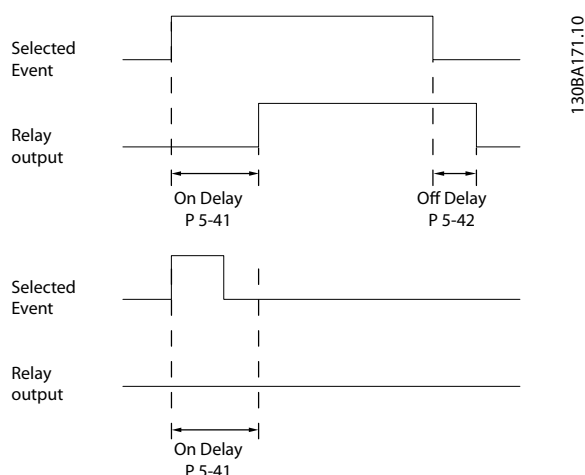 Selected
Event
Relay
output
On Delay
P 5-41
Off Delay
P 5-42
130BA171.10
Selected
Event
Relay
output
On Delay
P 5-41